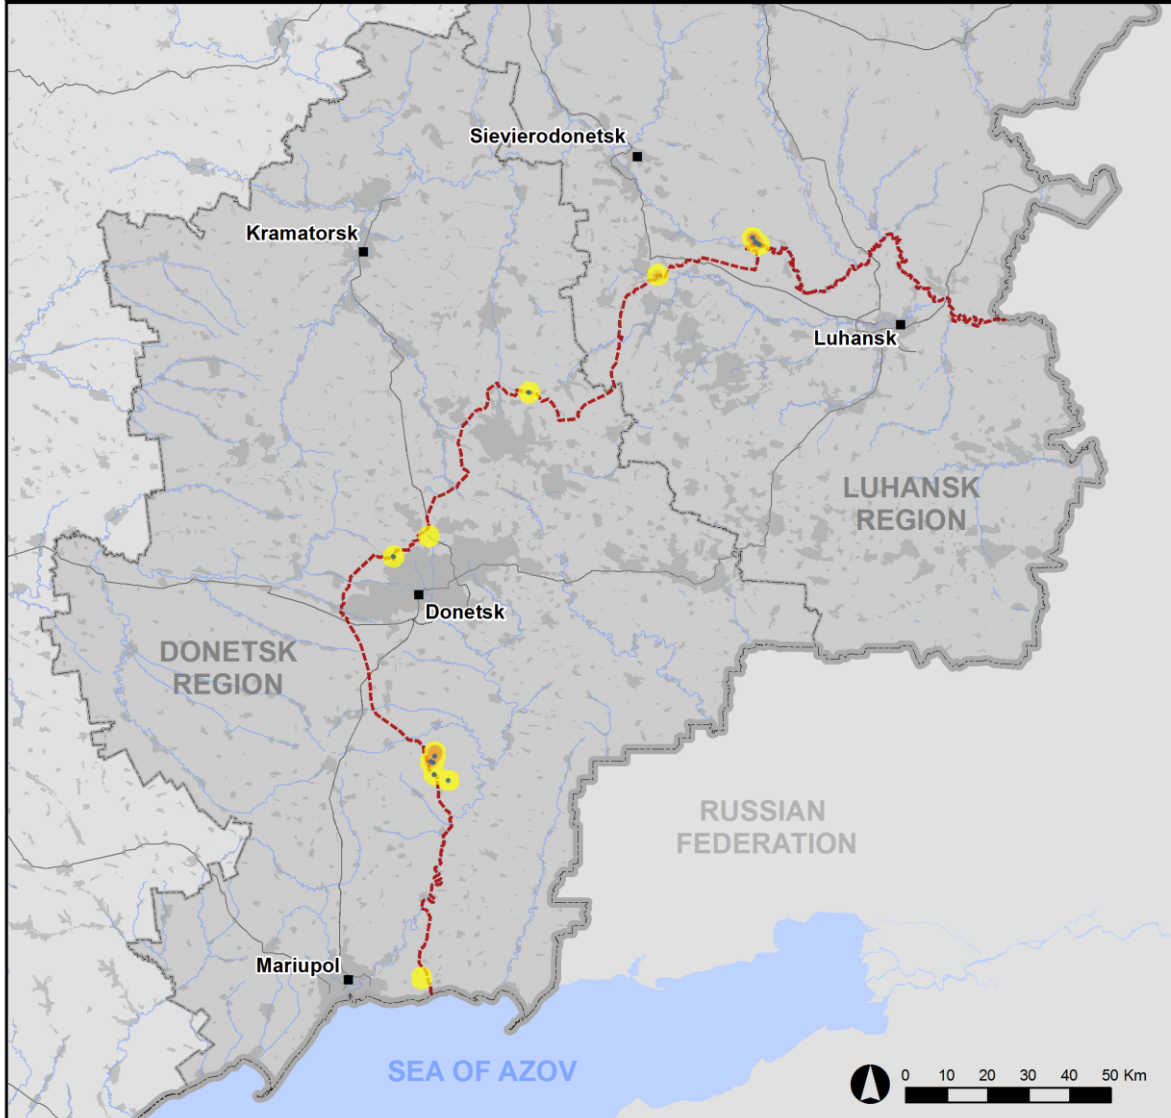 Sievierodonetsk
Kramatorsk
Luhansk
LUHANSK
REGION
Donetsk
DONETSK
REGION
RUSSIAN
FEDERATION
Mariupol
SEA OF AZOV
0 10 20 30 40 50 Km